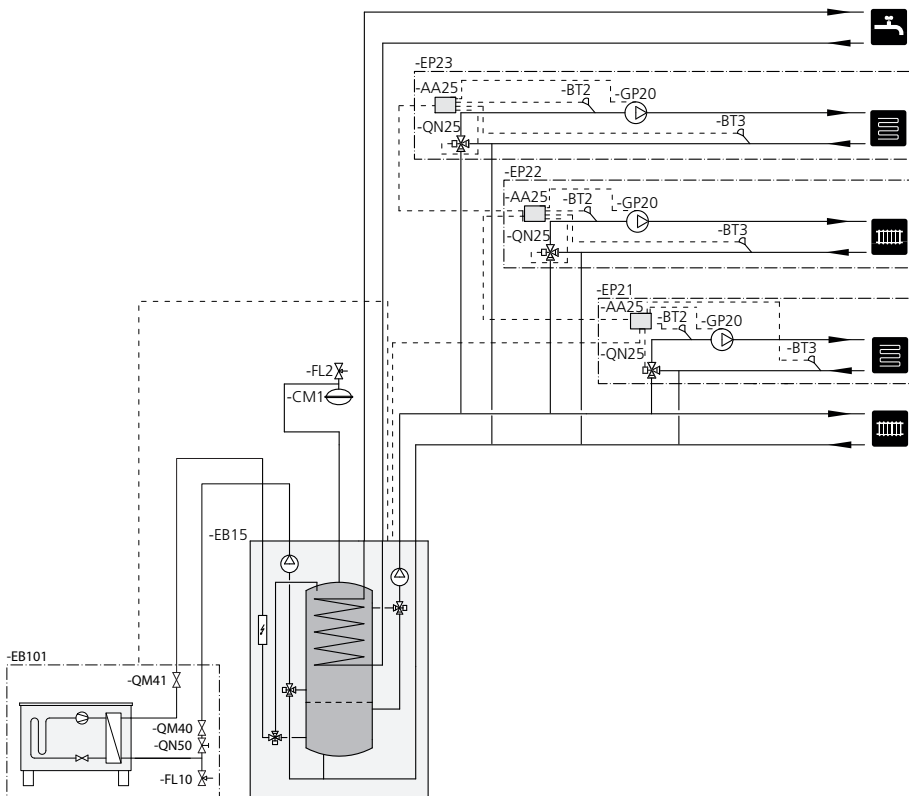 -EP23
-AA25
-BT2
-GP20
-QN25
-BT3
-EP22
-AA25
-BT2
-GP20
-QN25
-BT3
-EP21
-AA25
-BT2
-GP20
-QN25
-BT3
-FL2
-CM1
-EB15
-EB101
-QM41
-QM40
-QN50
-FL10